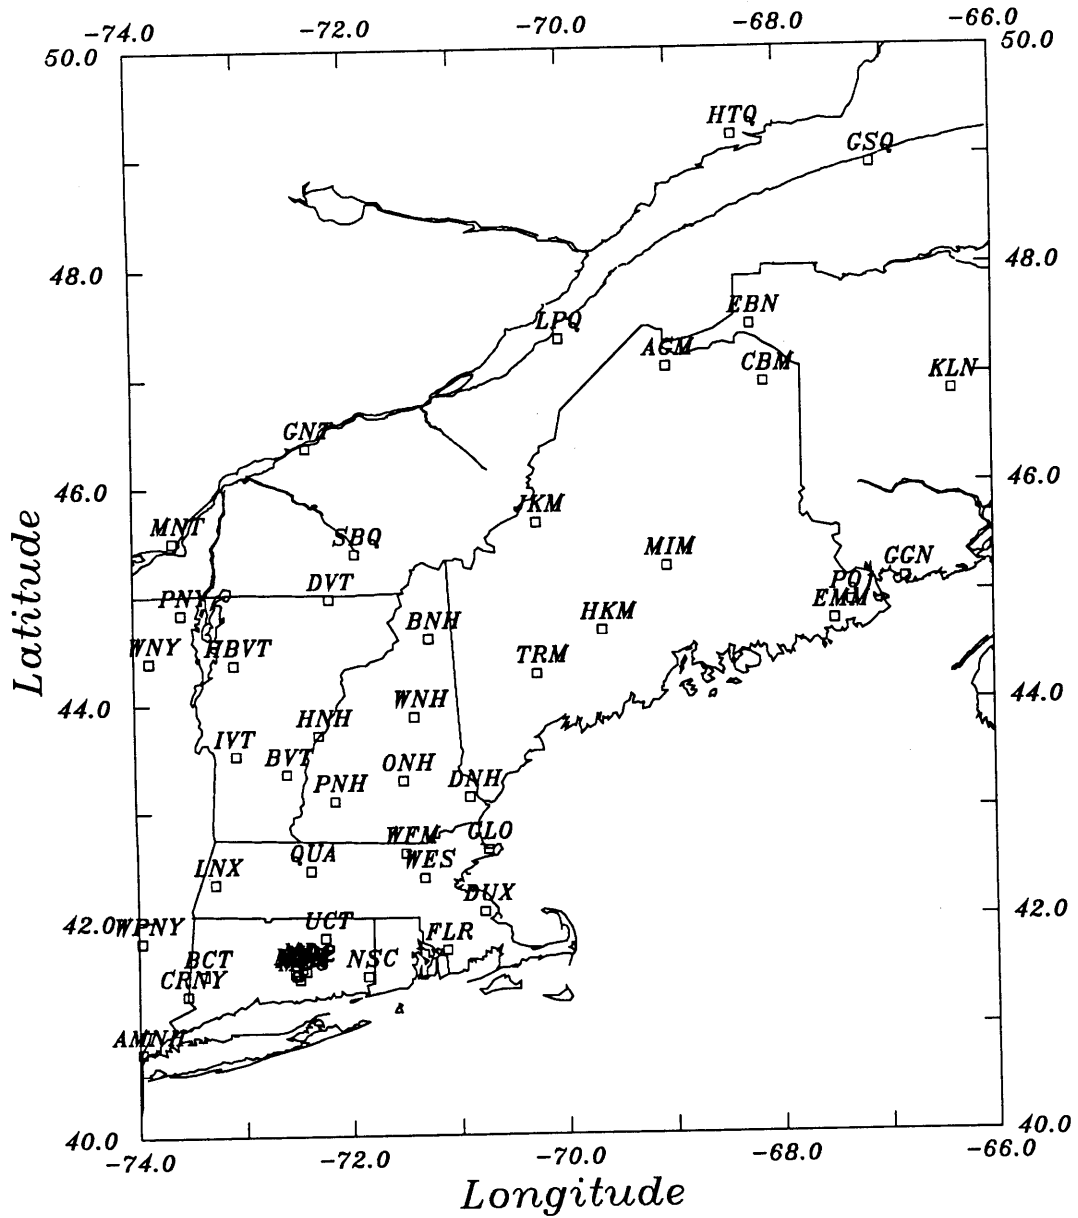 -74.0 -72.0 -70.0 -68.0 -66.0
50.0 50.0
HTQ
GSQ
48.0 48.0
EBN
LPQ
AGM
CBM
KLN
GNT
46.0 46.0
JKM
MNT
SBQ
MIM
GGN
DVT
PQ
PNY
EMM
HKM
BNH
WNY HBVT
TRM
Latitude
44.0 44.0
WNH
HNH
IVT
BVT
ONH
PNH
DNH
GLO
WFM
QUA
WES
LNX
DUX
42.0 42.0
WPNY
UCT
FLR
BCT
NSC
CRNY
AMNH
40.0 40.0
-74.0 -72.0 -70.0 -68.0 -66.0
Longitude